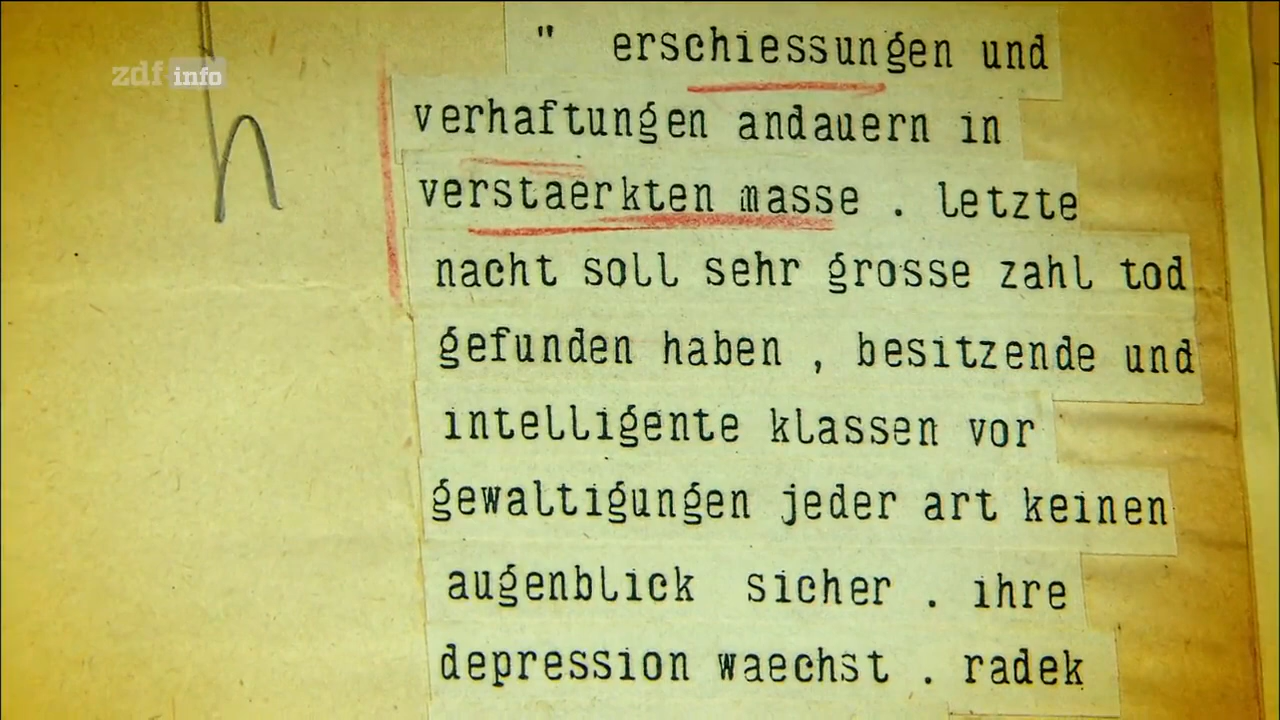 zdf info
h
" erschiessungen und
verhaftungen andauern in
verstaerkten masse . letzte
nacht soll sehr grosse zahl tod
gefunden haben , besitzende und
intelligente klassen vor
gewaltigungen jeder art keinen
augenblick sicher . ihre
depression waechst . radek